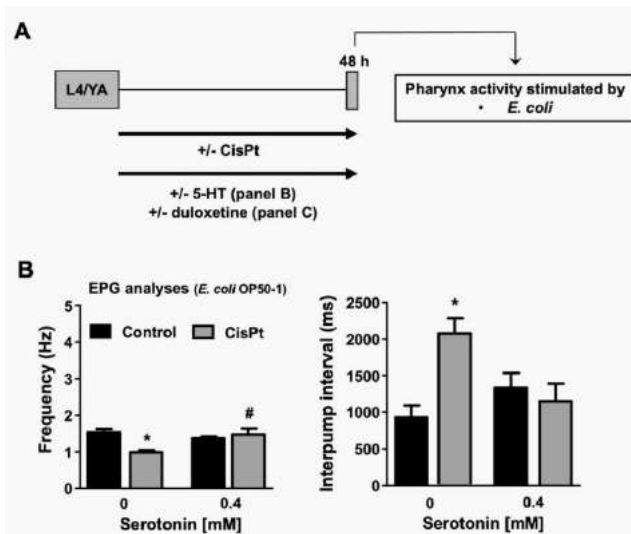 A
48 h
L4/YA
Pharynx activity stimulated by
• E. coli
+/- CisPt
+/- 5-HT (panel B)
+/- duloxetine (panel C)
B
EPG analyses (E. coli OP50-1)
Control
CisPt
Frequency (Hz)
5
4
3
2
1
0
*
#
0
0.4
Serotonin [mM]
Interpump interval (ms)
2500
2000
1500
1000
500
0
*
0
0.4
Serotonin [mM]